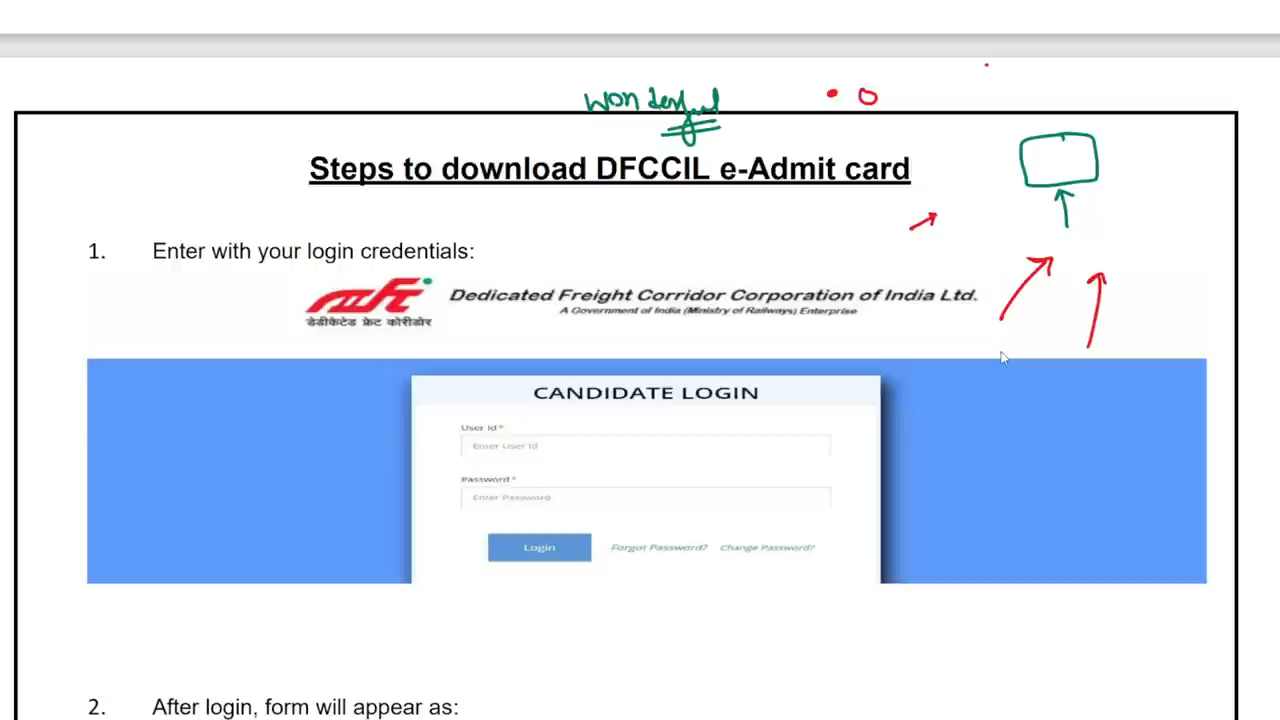 wonderful
Steps to download DFCCIL e-Admit card
1. Enter with your login credentials:
Dedicated Freight Corridor Corporation of India Ltd.
A Government of India (Ministry of Railways) Enterprise
डेडीकेटेड फ्रेट कोरीडोर
CANDIDATE LOGIN
User Id *
Enter User Id
Password *
Enter Password
Login Forgot Password? Change Password?
2. After login, form will appear as: